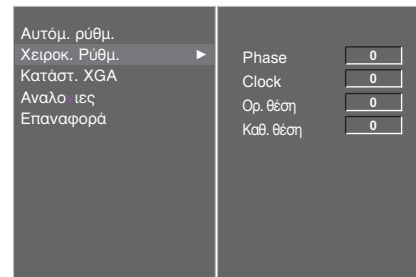 Αυτόμ. ρύθμ.
Χειροκ. Ρύθμ. ►
Κατάστ. XGA
Επαναφορά
Phase 0
Clock 0
Ορ. θέση 0
Καθ. θέση 0